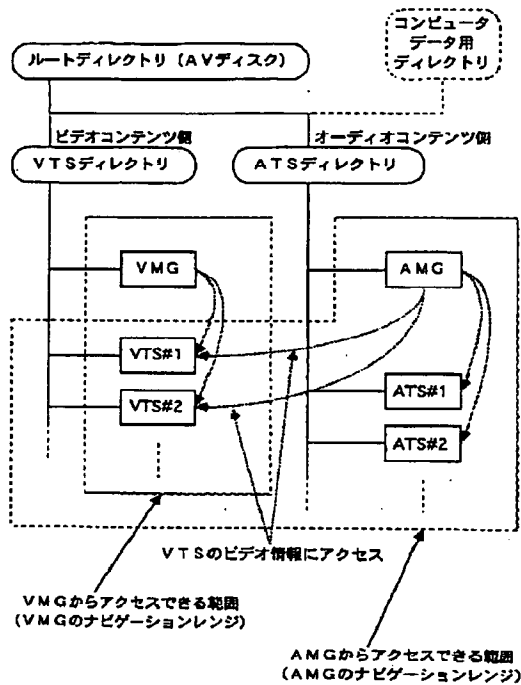 コンピュータ
データ用
ディレクトリ
ルートディレクトリ（AVディスク）
ビデオコンテンツ側
オーディオコンテンツ側
VTSディレクトリ
ATSディレクトリ
VMG
AMG
VTS#1
VTS#2
ATS#1
ATS#2
VTSのビデオ情報にアクセス
VMGからアクセスできる範囲
（VMGのナビゲーションレンジ）
AMGからアクセスできる範囲
（AMGのナビゲーションレンジ）